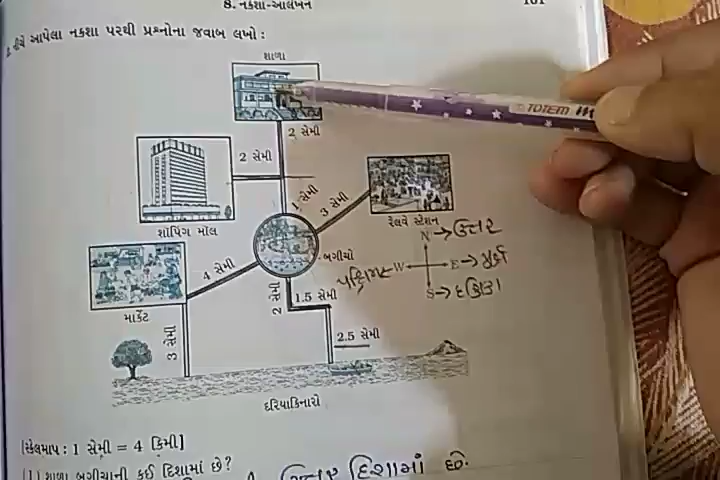 8. નકશા-આલેખન
101
નીચે આપેલા નકશા પરથી પ્રશ્નોના જવાબ લખો :
શાળા
TOTEM
2 સેમી
2 સેમી
1 સેમી
3 સેમી
શૉપિંગ મૉલ
રેલવે સ્ટેશન
N → ઉત્તર
બગીચો
પશ્ચિમ ← W
E → પૂર્વ
S → દક્ષિણ
4 સેમી
2 સેમી
1.5 સેમી
માર્કેટ
3 સેમી
2.5 સેમી
દરિયાકિનારો
[સ્કેલમાપ : 1 સેમી = 4 કિમી]
(1) શાળા બગીચાની કઈ દિશામાં છે?
ઉત્તર દિશામાં છે.